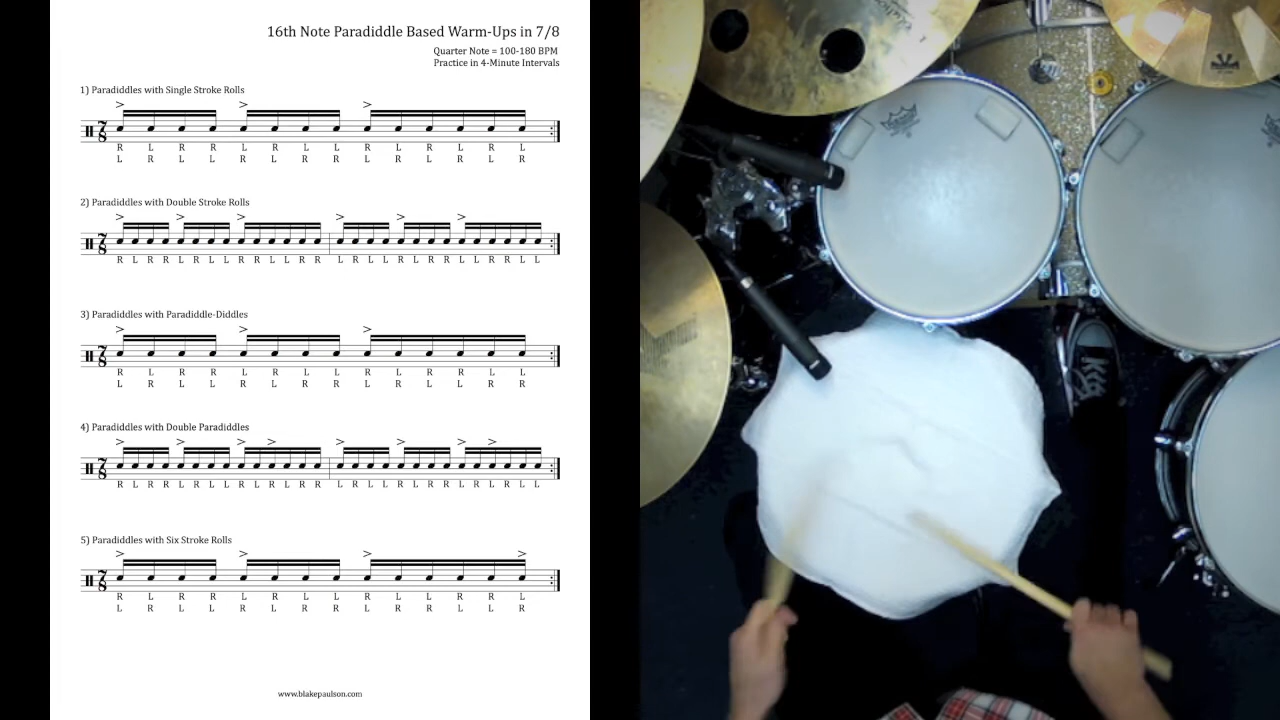 16th Note Paradiddle Based Warm-Ups in 7/8
Quarter Note = 100-180 BPM
Practice in 4-Minute Intervals
1) Paradiddles with Single Stroke Rolls
R L R R L R L L R L R L R L
L R L L R L R R L R L R L R
2) Paradiddles with Double Stroke Rolls
R L R R L R L L R R L L R R L R L L R L R R L L R R L L
3) Paradiddles with Paradiddle-Diddles
R L R R L R L L R L R R L L
L R L L R L R R L R L L R R
4) Paradiddles with Double Paradiddles
R L R R L R L L R L R L R R L R L L R L R R L R L R L L
5) Paradiddles with Six Stroke Rolls
R L R R L R L L R L L R R L
L R L L R L R R L R R L L R
www.blakepaulson.com